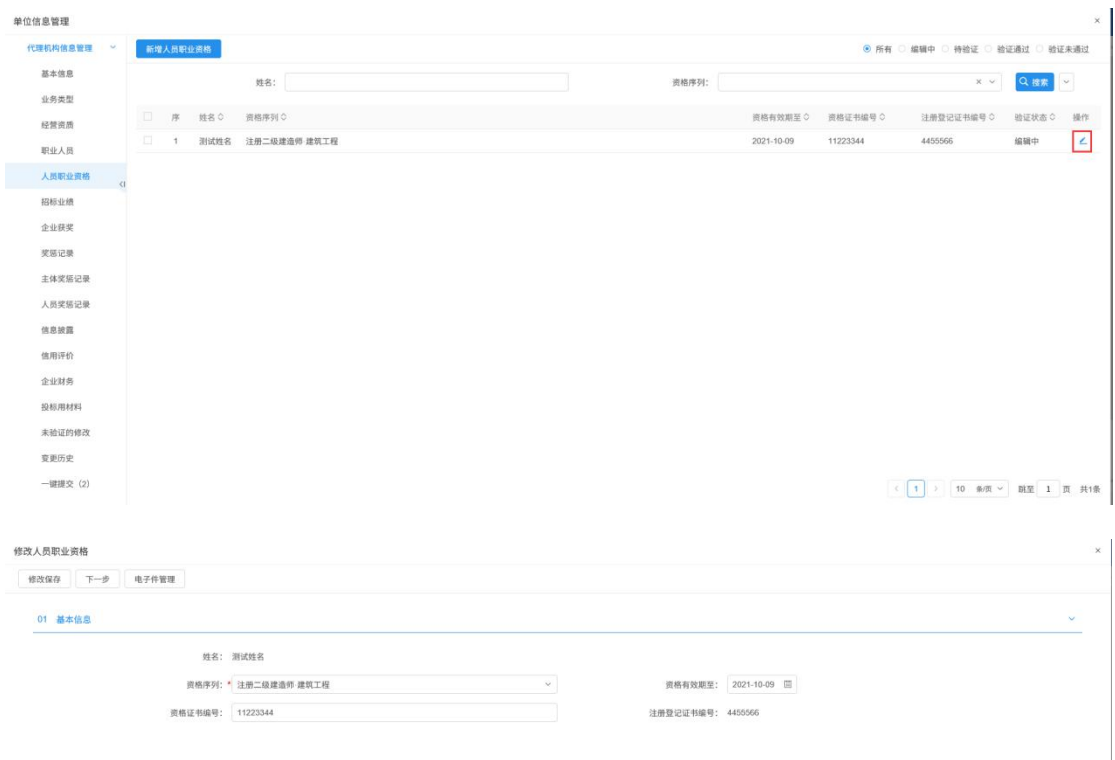 单位信息管理 ×
代理机构信息管理
新增人员职业资格 所有 编辑中 待验证 验证通过 验证未通过
基本信息
姓名： 资格序列： × 搜索
业务类型
序 姓名 资格序列 资格有效期至 资格证书编号 注册登记证书编号 验证状态 操作
经营资质
1 测试姓名 注册二级建造师·建筑工程 2021-10-09 11223344 4455566 编辑中
职业人员
人员职业资格
招标业绩
企业获奖
奖惩记录
主体奖惩记录
人员奖惩记录
信息披露
信用评价
企业财务
投标用材料
未验证的修改
变更历史
一键提交（2）
< 1 > 10 条/页 跳至 1 页 共1条
修改人员职业资格 ×
修改保存 下一步 电子件管理
01 基本信息
姓名： 测试姓名
资格序列：* 注册二级建造师·建筑工程 资格有效期至： 2021-10-09
资格证书编号： 11223344 注册登记证书编号： 4455566